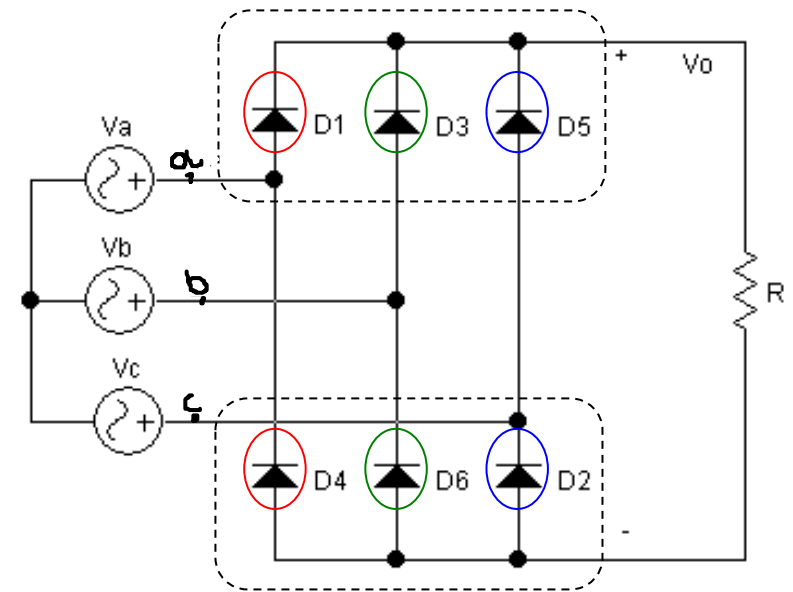 + Vo
D1 D3 D5
Va
a
+
Vb
b
+
R
Vc
c
+
D4 D6 D2
-